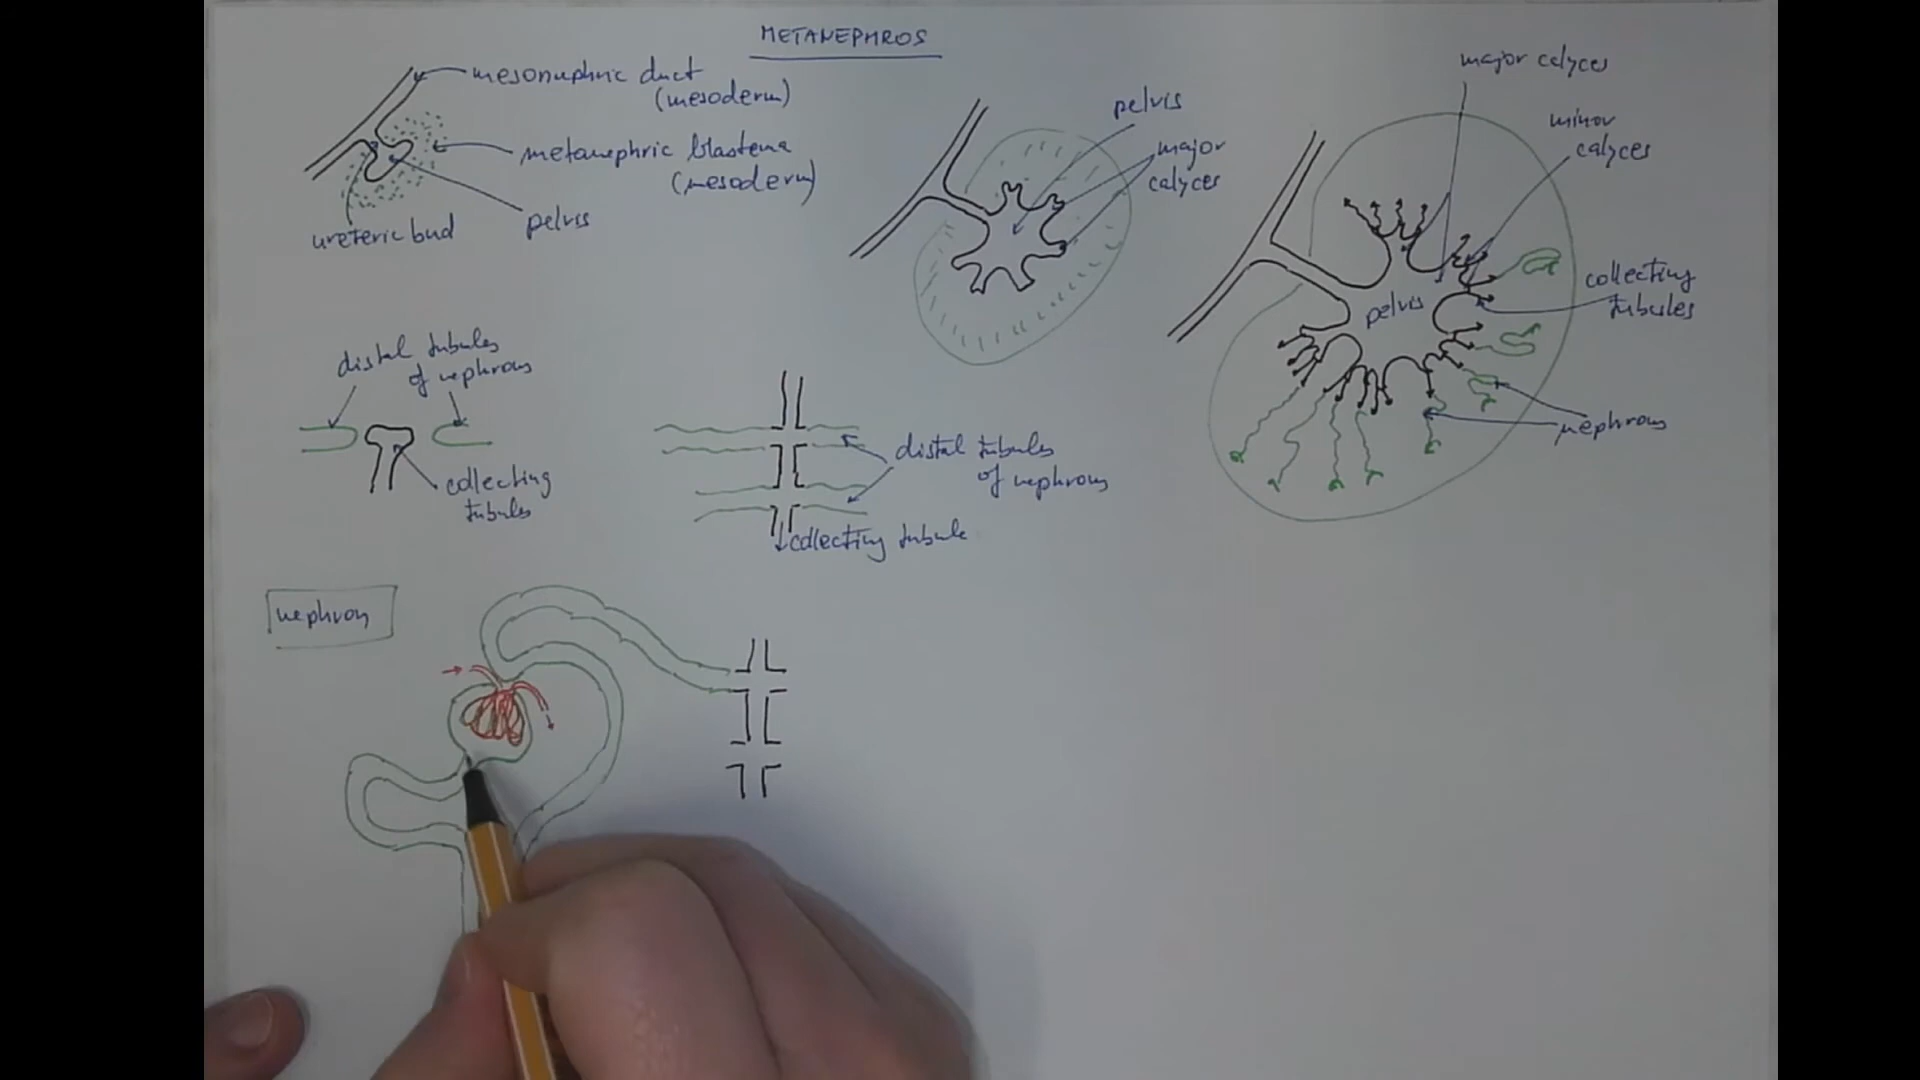 METANEPHROS
mesonephric duct
(mesoderm)
metanephric blastema
(mesoderm)
ureteric bud
pelvis
pelvis
major
calyces
major calyces
minor
calyces
pelvis
collecting
tubules
nephrons
distal tubules
of nephrons
collecting
tubules
distal tubules
of nephrons
collecting tubule
nephron